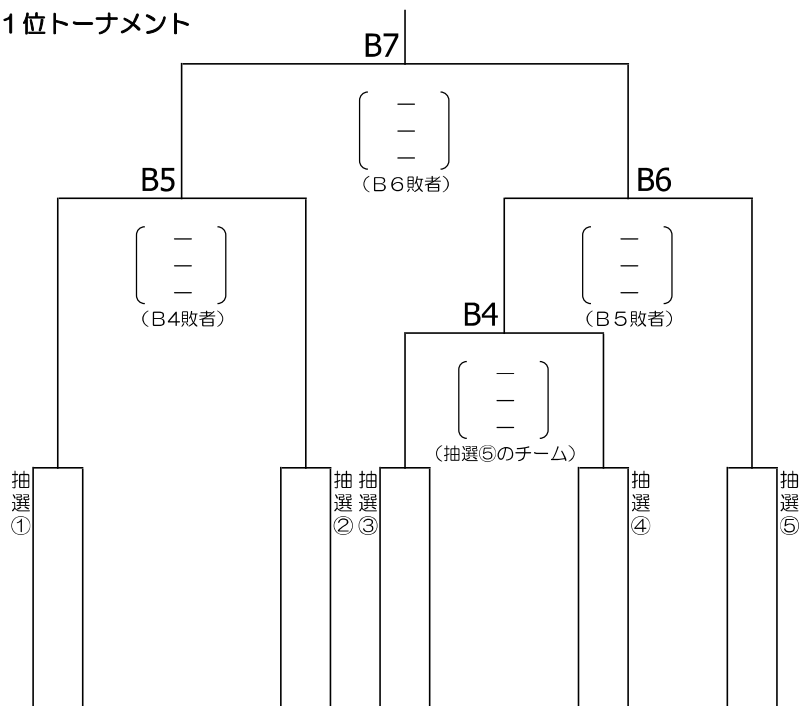 1位トーナメント
B7
(B6敗者)
B5
B6
(B4敗者)
(B5敗者)
B4
(抽選⑤のチーム)
抽選①
抽選②
抽選③
抽選④
抽選⑤